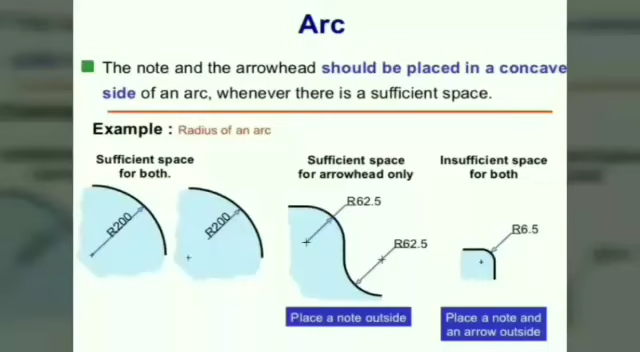 Arc
The note and the arrowhead should be placed in a concave
side of an arc, whenever there is a sufficient space.
Example : Radius of an arc
Sufficient space
for both.
Sufficient space
for arrowhead only
Insufficient space
for both
R200
R200
R62.5
R62.5
R6.5
Place a note outside
Place a note and
an arrow outside